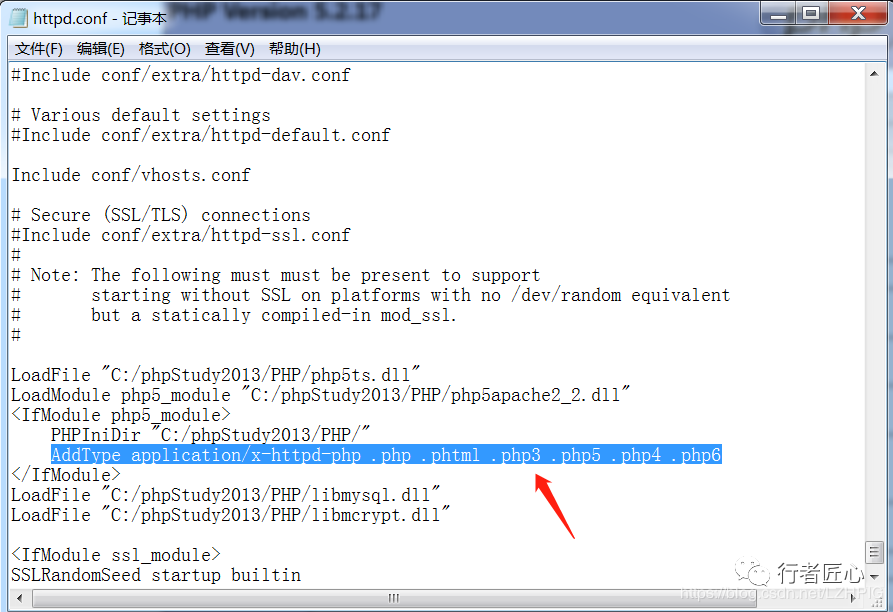 PHP Version 5.2.17
httpd.conf - 记事本
文件(F) 编辑(E) 格式(O) 查看(V) 帮助(H)
#Include conf/extra/httpd-dav.conf
# Various default settings
#Include conf/extra/httpd-default.conf
Include conf/vhosts.conf
# Secure (SSL/TLS) connections
#Include conf/extra/httpd-ssl.conf
#
# Note: The following must must be present to support
#       starting without SSL on platforms with no /dev/random equivalent
#       but a statically compiled-in mod_ssl.
#
LoadFile "C:/phpStudy2013/PHP/php5ts.dll"
LoadModule php5_module "C:/phpStudy2013/PHP/php5apache2_2.dll"
<IfModule php5_module>
    PHPIniDir "C:/phpStudy2013/PHP/"
    AddType application/x-httpd-php .php .phtml .php3 .php5 .php4 .php6
</IfModule>
LoadFile "C:/phpStudy2013/PHP/libmysql.dll"
LoadFile "C:/phpStudy2013/PHP/libmcrypt.dll"
<IfModule ssl_module>
SSLRandomSeed startup builtin
行者匠心
https://blog.csdn.net/LZHPIG